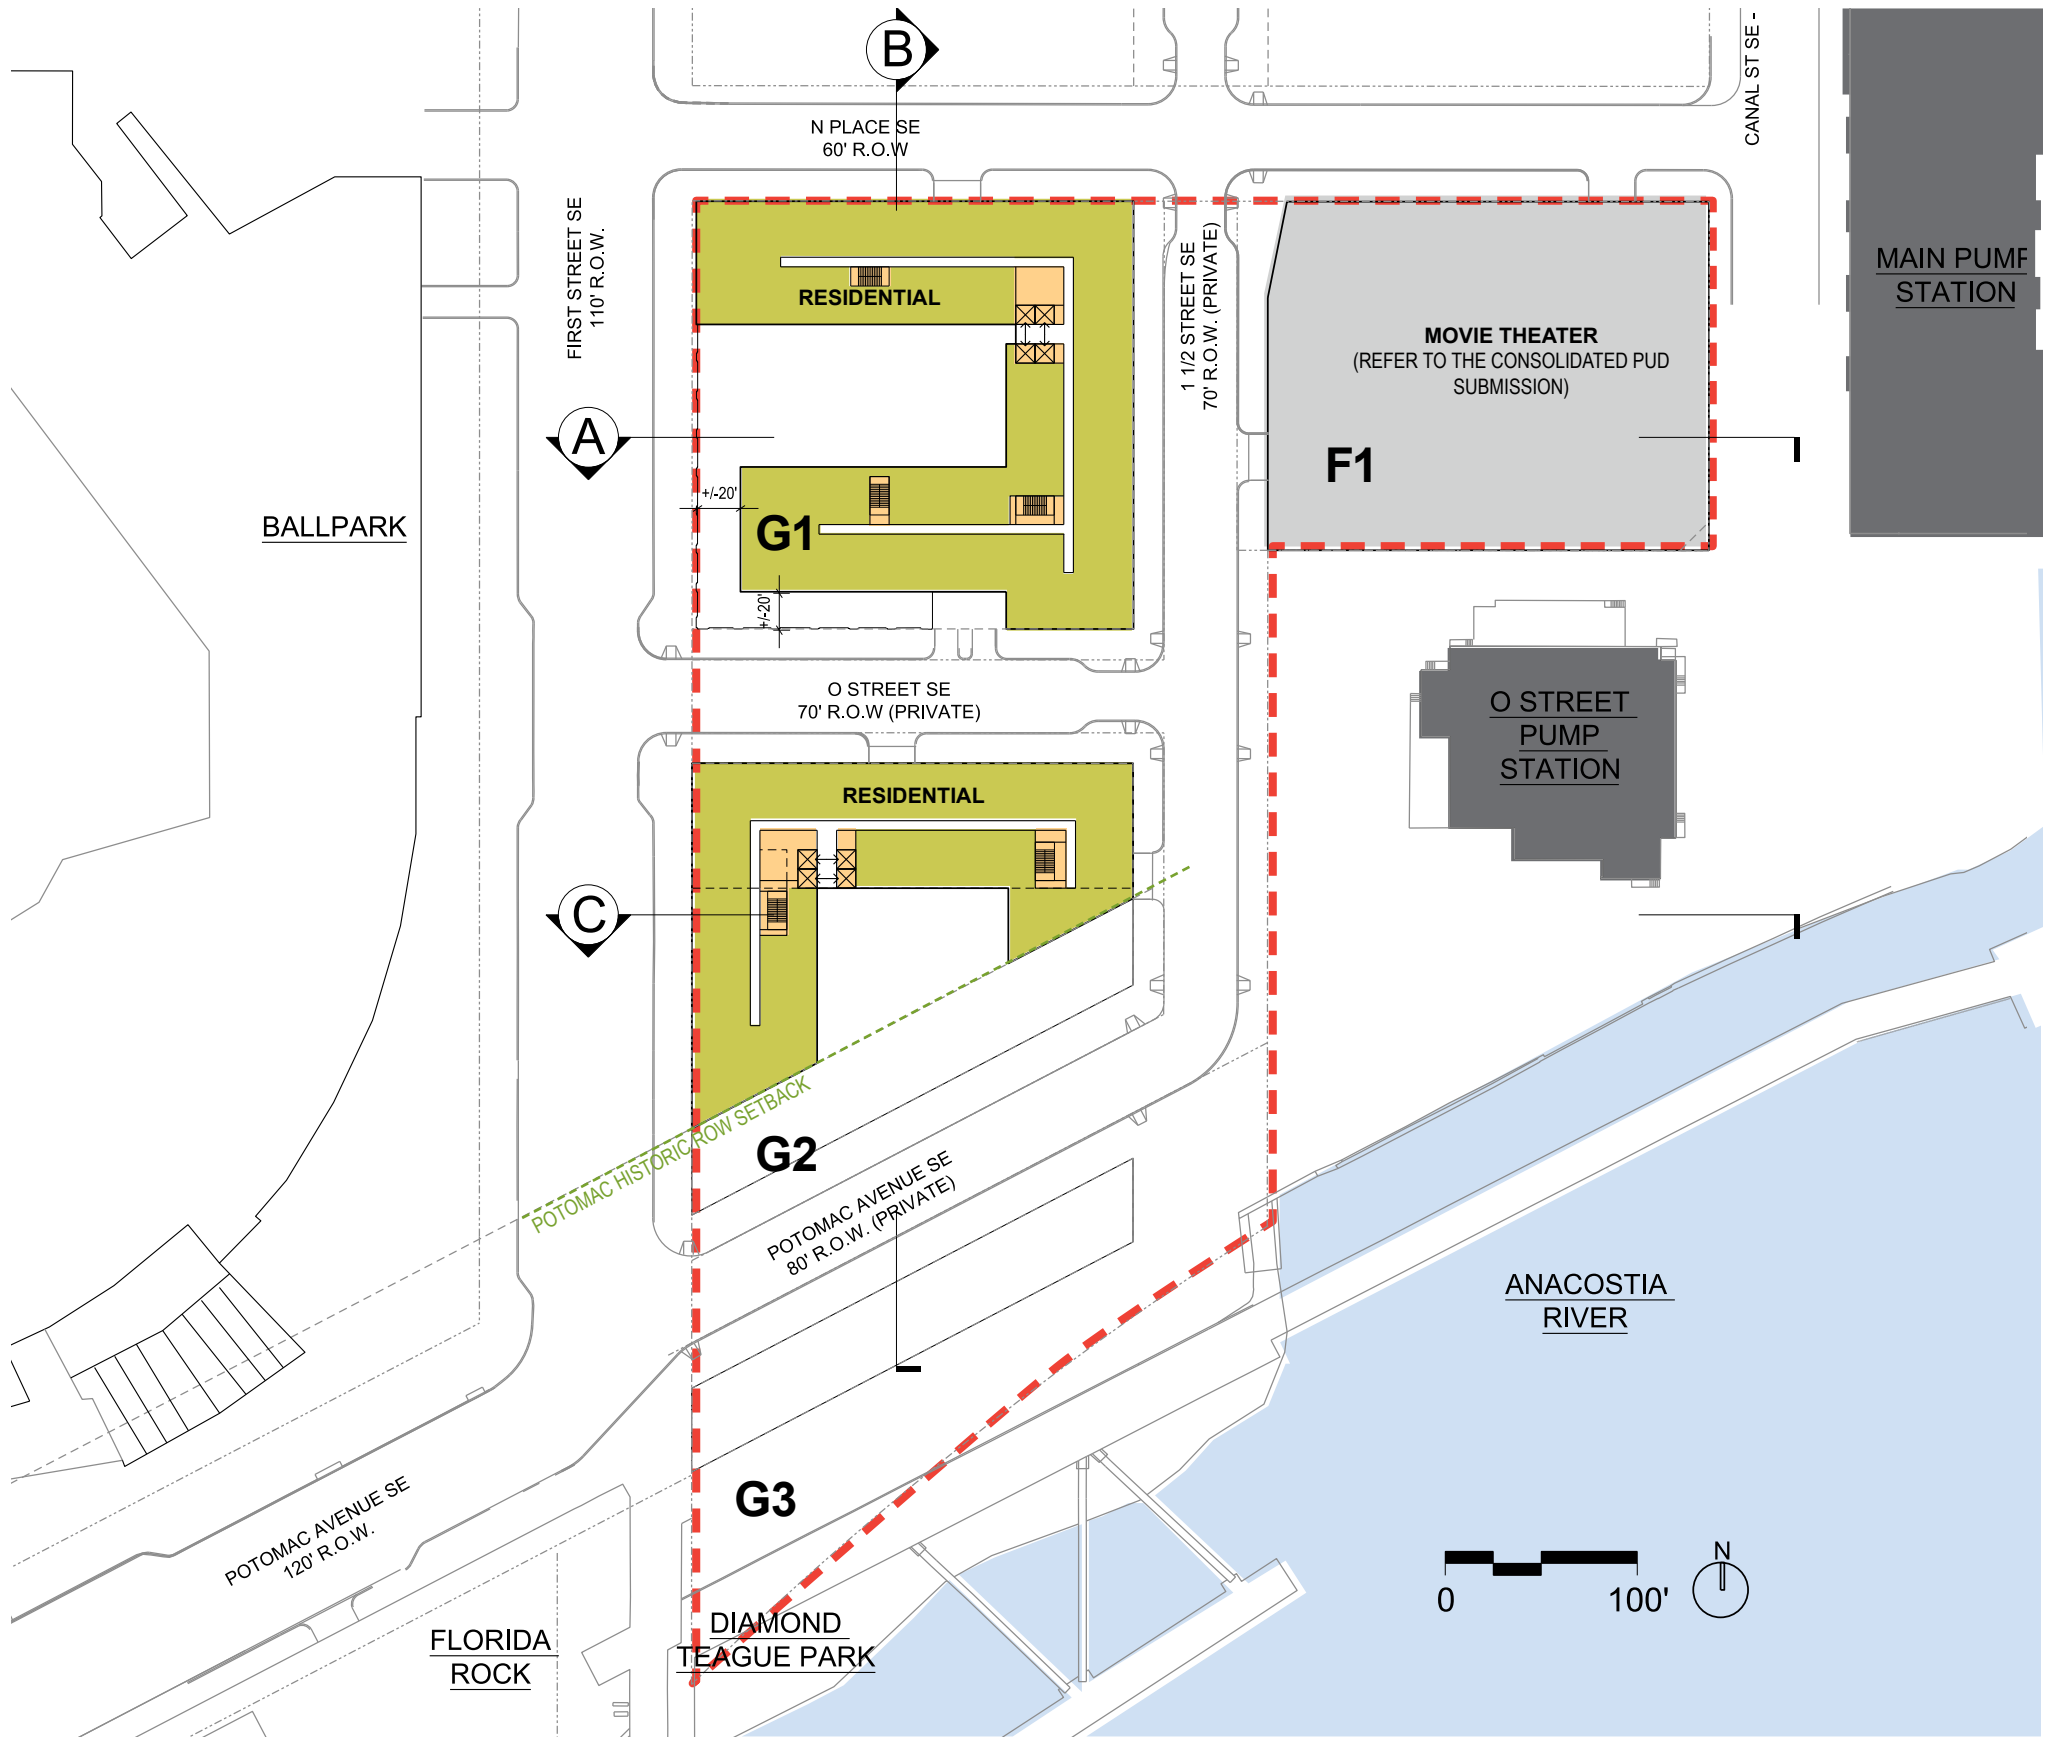 B
CANAL ST SE -
N PLACE SE
60' R.O.W
FIRST STREET SE
110' R.O.W.
1 1/2 STREET SE
70' R.O.W. (PRIVATE)
MAIN PUMP
STATION
RESIDENTIAL
MOVIE THEATER
(REFER TO THE CONSOLIDATED PUD
SUBMISSION)
A
F1
+/-20'
BALLPARK
G1
+/-20'
O STREET SE
70' R.O.W (PRIVATE)
O STREET
PUMP
STATION
RESIDENTIAL
C
POTOMAC HISTORIC ROW SETBACK
G2
POTOMAC AVENUE SE
80' R.O.W. (PRIVATE)
ANACOSTIA
RIVER
G3
POTOMAC AVENUE SE
120' R.O.W.
N
0 100'
FLORIDA
ROCK
DIAMOND
TEAGUE PARK